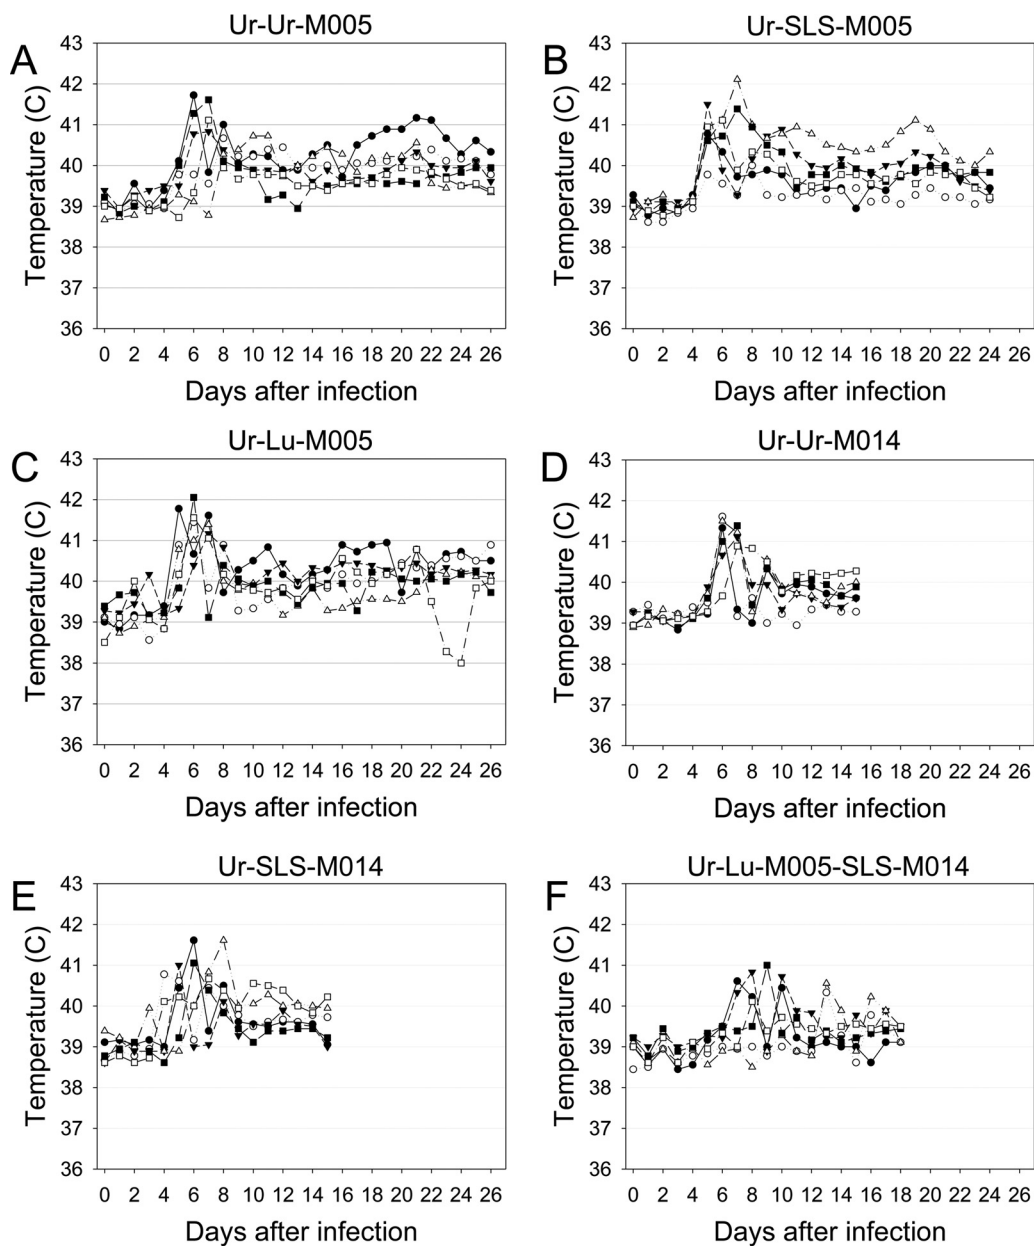 Ur-Ur-M005
A
Temperature (C)
43
42
41
40
39
38
37
36
0 2 4 6 8 10 12 14 16 18 20 22 24 26
Days after infection
Ur-SLS-M005
B
Temperature (C)
43
42
41
40
39
38
37
36
0 2 4 6 8 10 12 14 16 18 20 22 24 26
Days after infection
Ur-Lu-M005
C
Temperature (C)
43
42
41
40
39
38
37
36
0 2 4 6 8 10 12 14 16 18 20 22 24 26
Days after infection
Ur-Ur-M014
D
Temperature (C)
43
42
41
40
39
38
37
36
0 2 4 6 8 10 12 14 16 18 20 22 24 26
Days after infection
Ur-SLS-M014
E
Temperature (C)
43
42
41
40
39
38
37
36
0 2 4 6 8 10 12 14 16 18 20 22 24 26
Days after infection
Ur-Lu-M005-SLS-M014
F
Temperature (C)
43
42
41
40
39
38
37
36
0 2 4 6 8 10 12 14 16 18 20 22 24 26
Days after infection